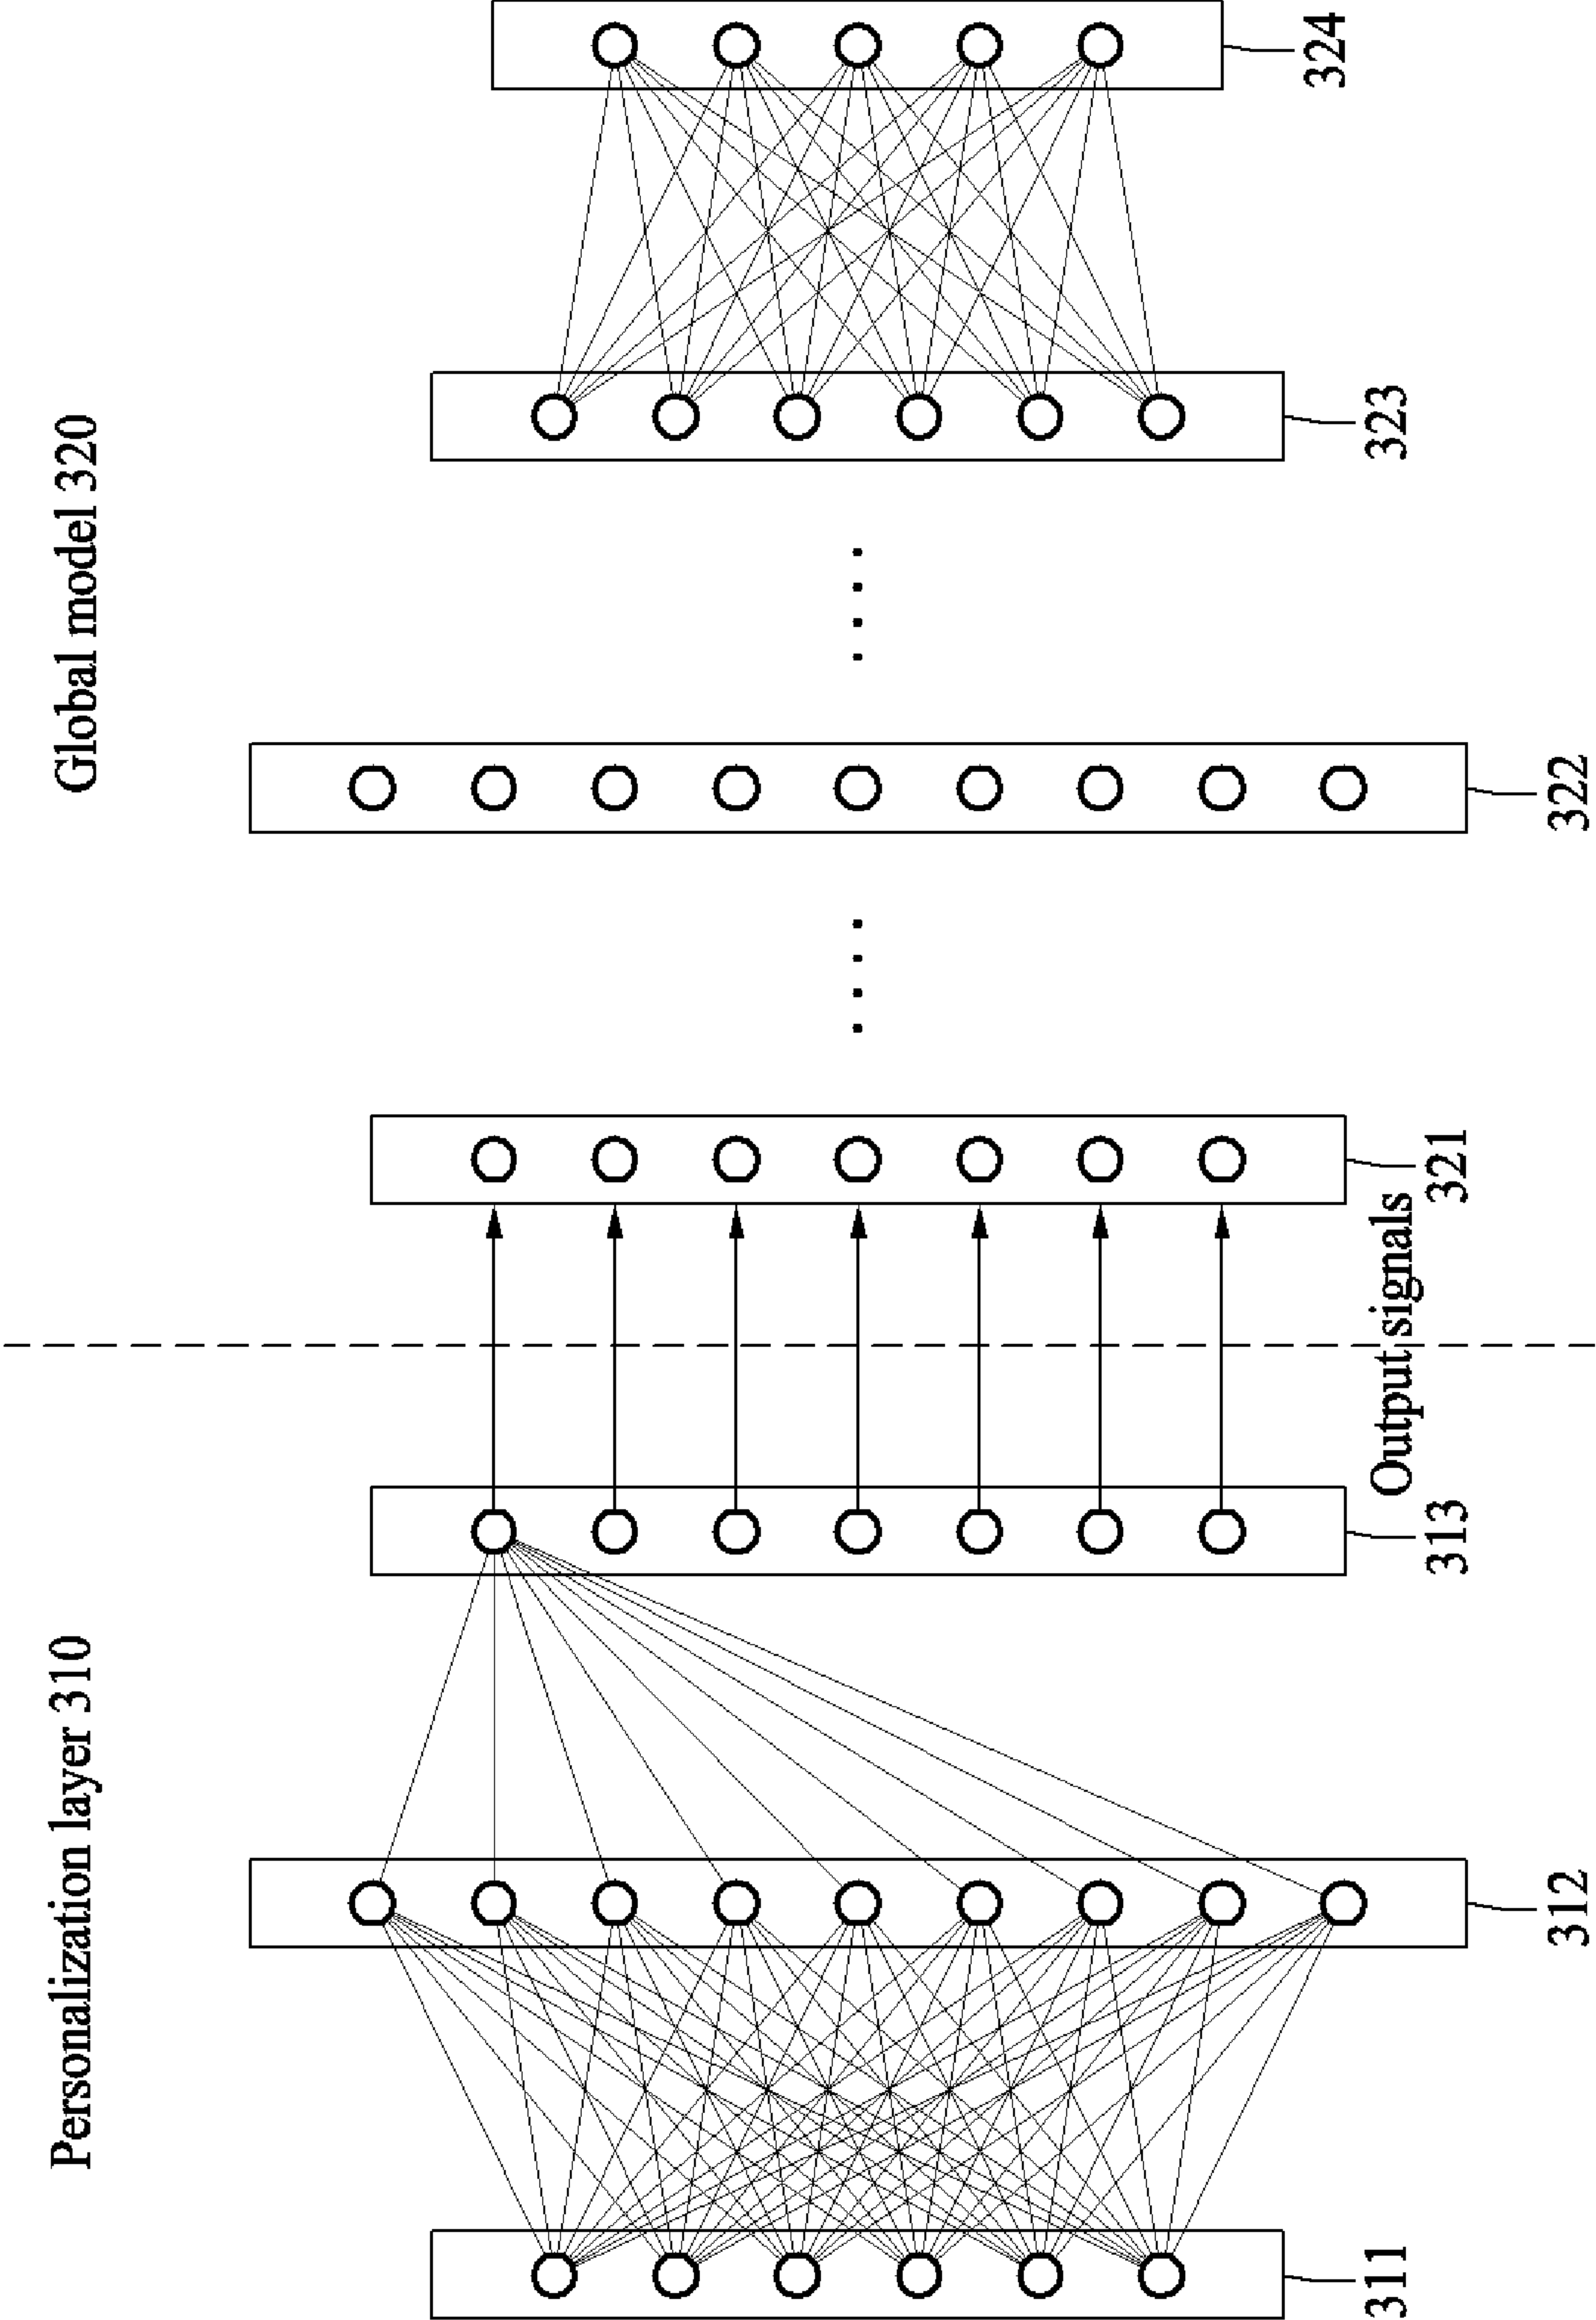 Personalization layer 310
Global model 320
311
312
313
Output signals
321
322
323
324